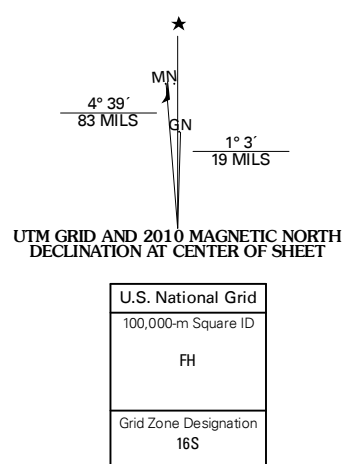 ★
M.N.
4° 39´
83 MILS
GN
1° 3´
19 MILS
UTM GRID AND 2010 MAGNETIC NORTH
DECLINATION AT CENTER OF SHEET
U.S. National Grid
100,000-m Square ID
FH
Grid Zone Designation
16S